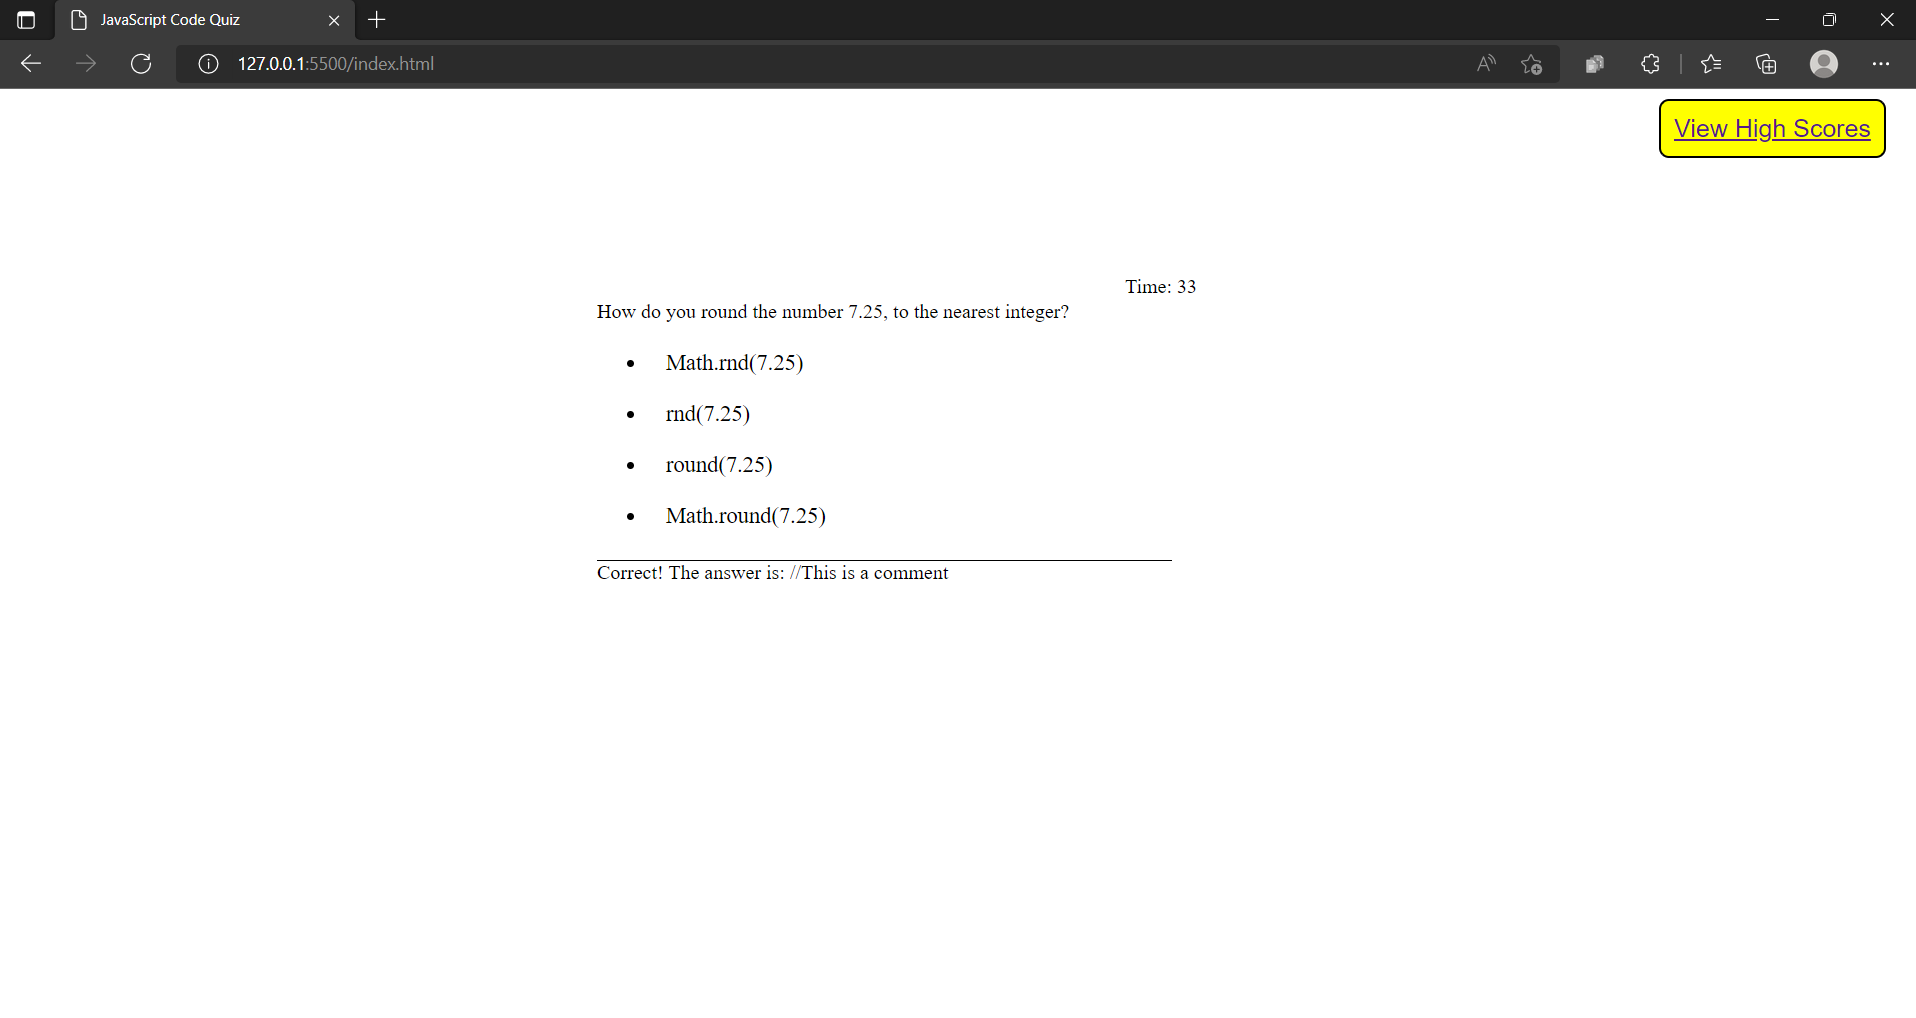 JavaScript Code Quiz
127.0.0.1:5500/index.html
View High Scores
Time: 33
How do you round the number 7.25, to the nearest integer?
Math.rnd(7.25)
rnd(7.25)
round(7.25)
Math.round(7.25)
Correct! The answer is: //This is a comment